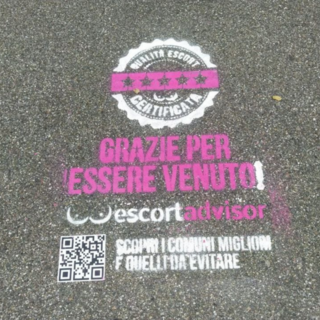 QUALITÀ ESCORT
CERTIFICATA
GRAZIE PER
ESSERE VENUTO!
escortadvisor
SCOPRI I COMUNI MIGLIORI
E QUELLI DA EVITARE